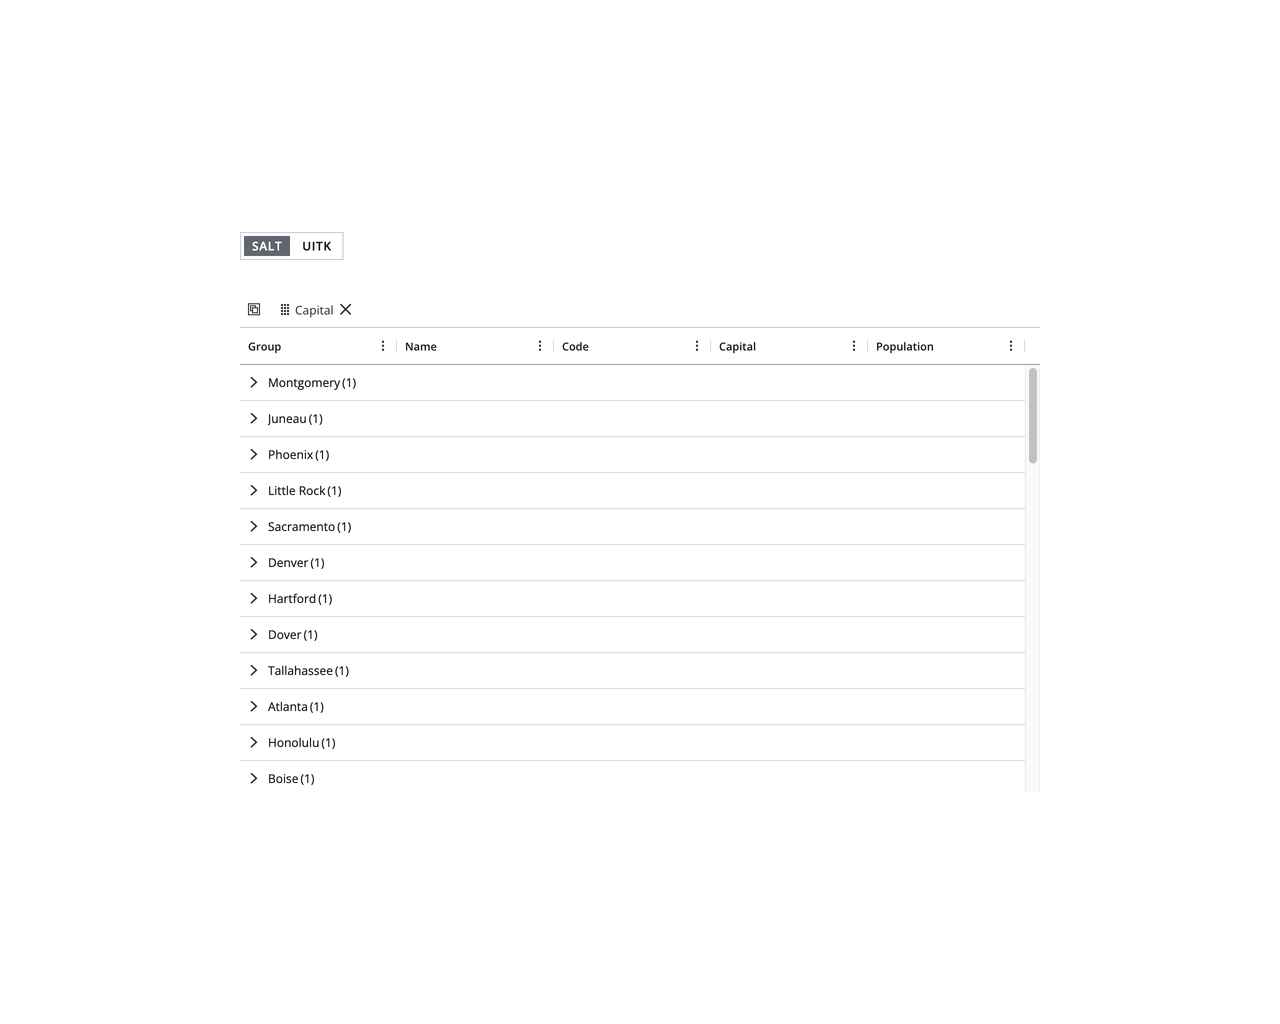 SALT UITK
Capital
Group Name Code Capital Population
Montgomery (1)
Juneau (1)
Phoenix (1)
Little Rock (1)
Sacramento (1)
Denver (1)
Hartford (1)
Dover (1)
Tallahassee (1)
Atlanta (1)
Honolulu (1)
Boise (1)